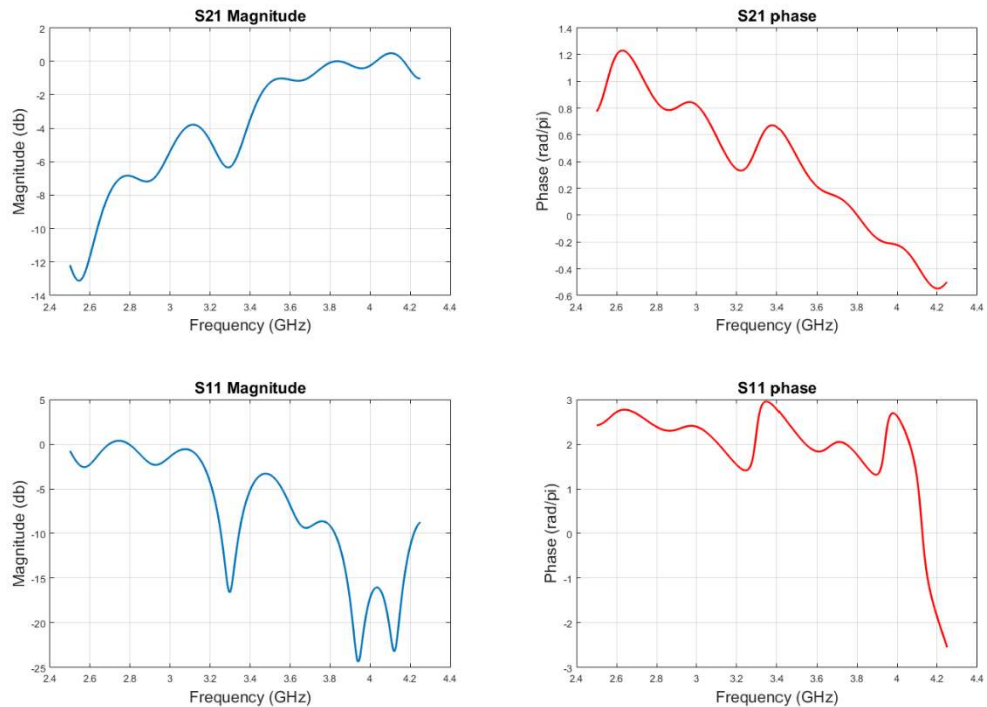 S21 Magnitude
2
0
-2
-4
-6
-8
-10
-12
-14
Magnitude (db)
2.4 2.6 2.8 3 3.2 3.4 3.6 3.8 4 4.2 4.4
Frequency (GHz)
S21 phase
1.4
1.2
1
0.8
0.6
0.4
0.2
0
-0.2
-0.4
-0.6
Phase (rad/pi)
2.4 2.6 2.8 3 3.2 3.4 3.6 3.8 4 4.2 4.4
Frequency (GHz)
S11 Magnitude
5
0
-5
-10
-15
-20
-25
Magnitude (db)
2.4 2.6 2.8 3 3.2 3.4 3.6 3.8 4 4.2 4.4
Frequency (GHz)
S11 phase
3
2
1
0
-1
-2
-3
Phase (rad/pi)
2.4 2.6 2.8 3 3.2 3.4 3.6 3.8 4 4.2 4.4
Frequency (GHz)